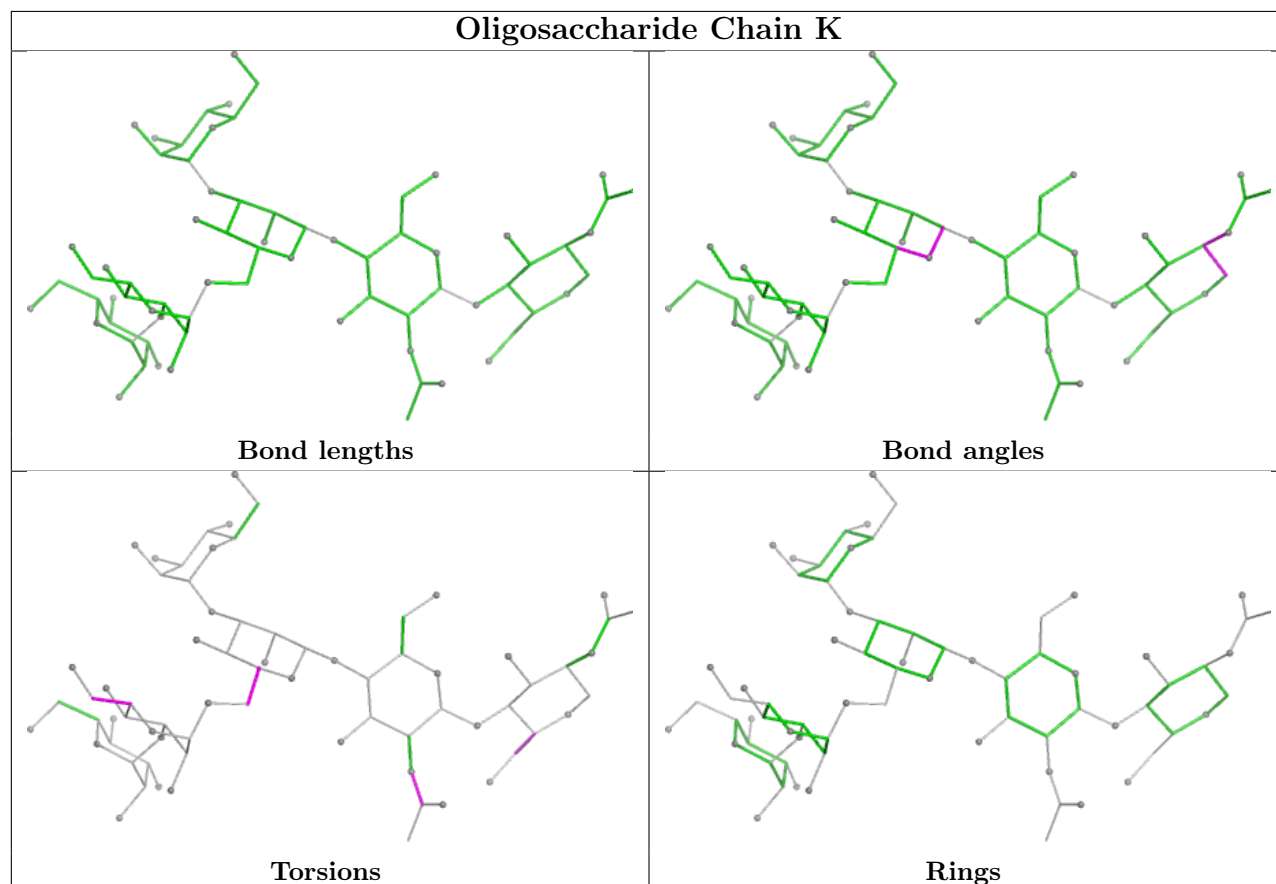 Oligosaccharide Chain K
Bond lengths
Bond angles
Torsions
Rings